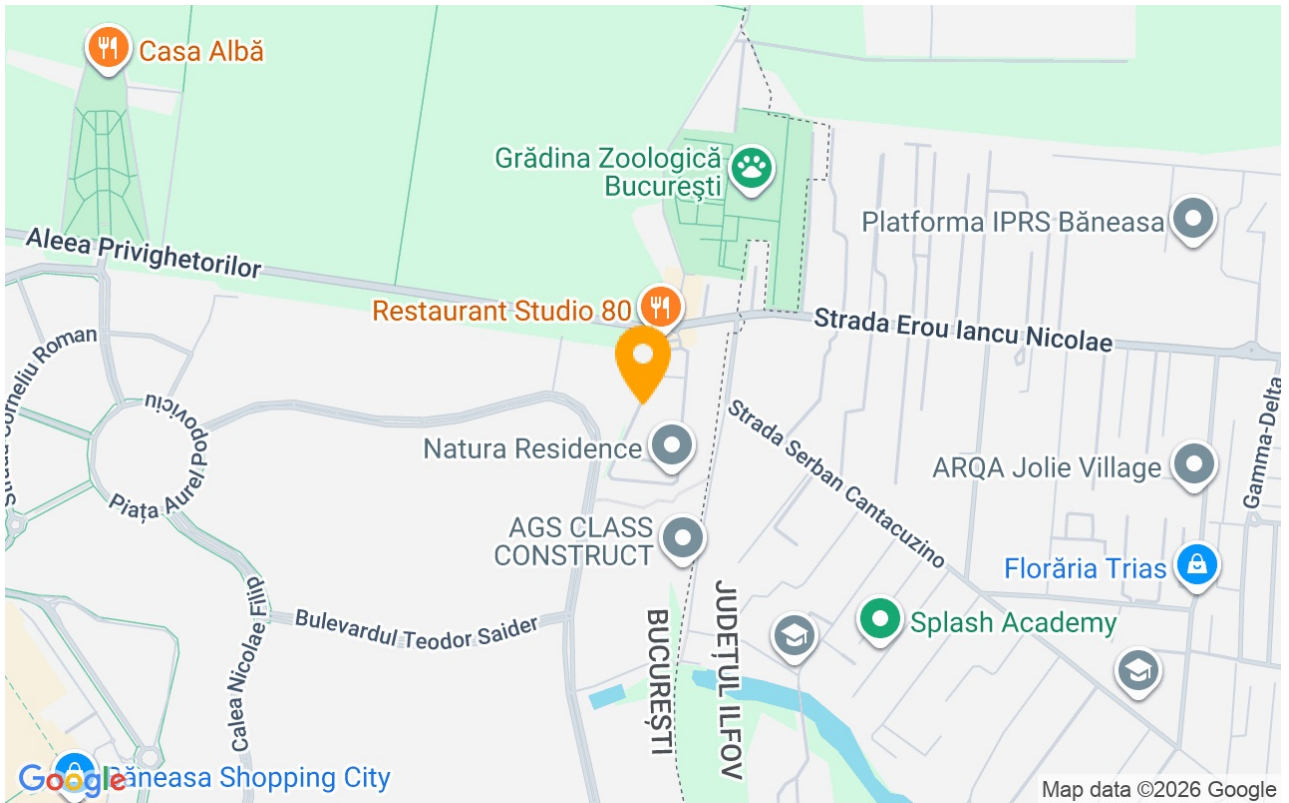 Casa Albă
Grădina Zoologică
București
Platforma IPRS Băneasa
Aleea Privighetorilor
Restaurant Studio 80
Strada Erou Iancu Nicolae
Corneliu Roman
Piața Aurel Popoviciu
Strada Serban Cantacuzino
Natura Residence
ARQA Jolie Village
Gamma-Delta
AGS CLASS
CONSTRUCT
Florăria Trias
Calea Nicolae Filip
Bulevardul Teodor Saider
BUCUREȘTI
JUDEȚUL ILFOV
Splash Academy
Google
Băneasa Shopping City
Map data ©2026 Google